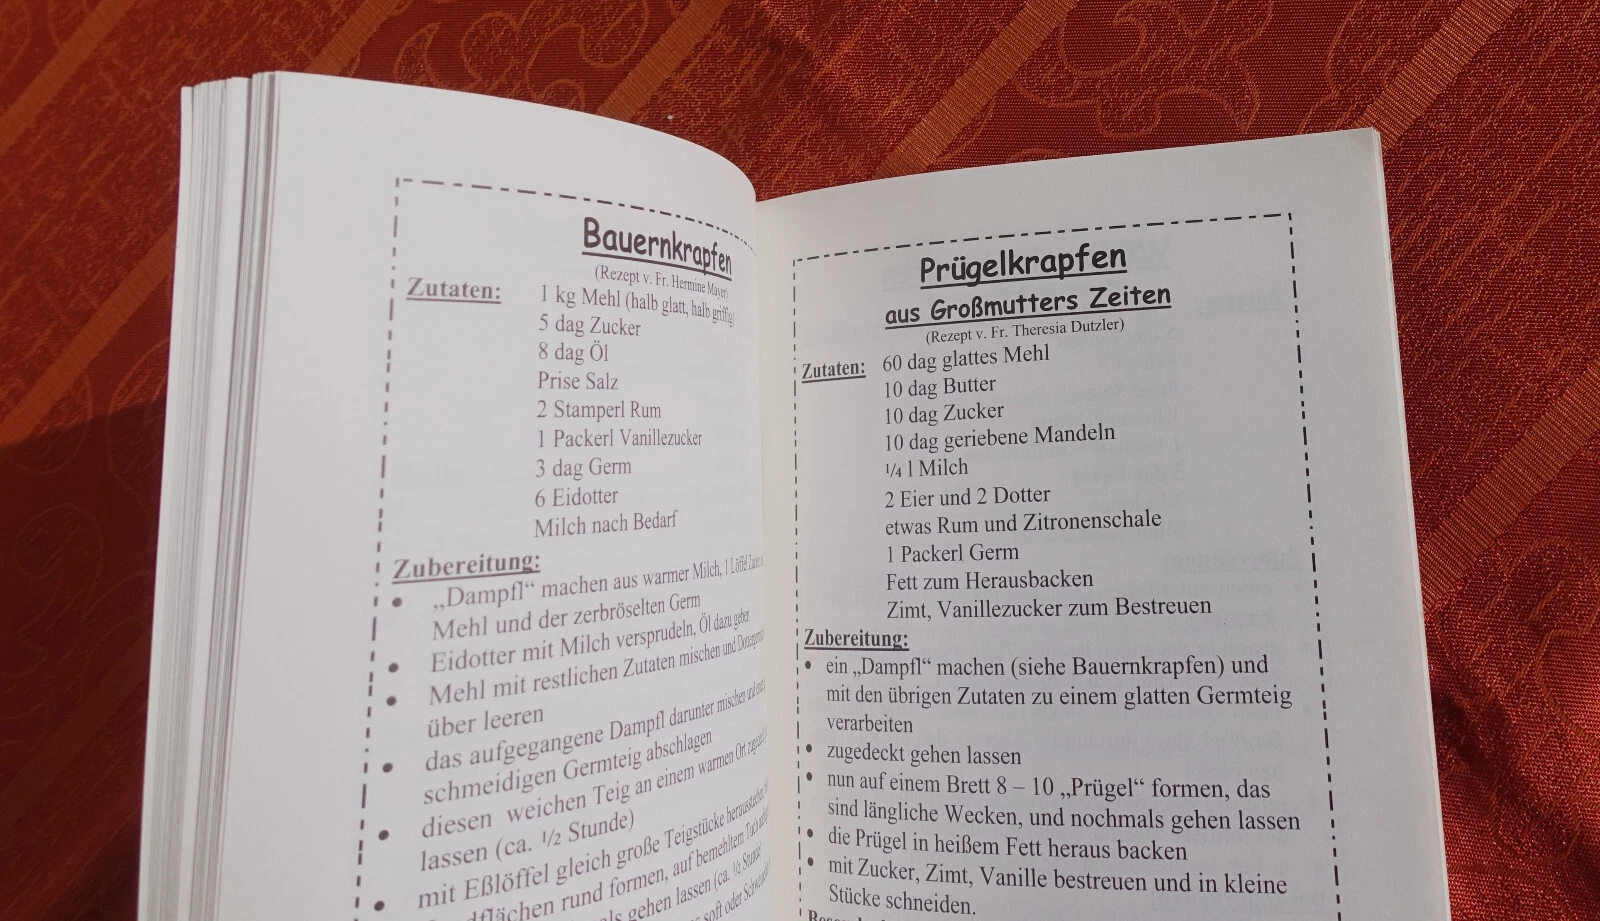 Bauernkrapfen
(Rezept v. Fr. Hermine Mayer)
Zutaten:
1 kg Mehl (halb glatt, halb griffig)
5 dag Zucker
8 dag Öl
Prise Salz
2 Stamperl Rum
1 Packerl Vanillezucker
3 dag Germ
6 Eidotter
Milch nach Bedarf
Zubereitung:
• „Dampfl“ machen aus warmer Milch, 1 Löffel Zucker
Mehl und der zerbröselten Germ
• Eidotter mit Milch versprudeln, Öl dazu geben
• Mehl mit restlichen Zutaten mischen und
über leeren
• das aufgegangene Dampfl darunter mischen und
schmeidigen Germteig abschlagen
• diesen weichen Teig an einem warmen Ort
lassen (ca. ½ Stunde)
• mit Eßlöffel gleich große Teigstücke
rund formen, auf bemehltem Tuch
gehen lassen (ca. ½ Stunde
soft oder
Prügelkrapfen
aus Großmutters Zeiten
(Rezept v. Fr. Theresia Dutzler)
Zutaten: 60 dag glattes Mehl
10 dag Butter
10 dag Zucker
10 dag geriebene Mandeln
¼ l Milch
2 Eier und 2 Dotter
etwas Rum und Zitronenschale
1 Packerl Germ
Fett zum Herausbacken
Zimt, Vanillezucker zum Bestreuen
Zubereitung:
• ein „Dampfl“ machen (siehe Bauernkrapfen) und
mit den übrigen Zutaten zu einem glatten Germteig
verarbeiten
• zugedeckt gehen lassen
• nun auf einem Brett 8 – 10 „Prügel“ formen, das
sind längliche Wecken, und nochmals gehen lassen
• die Prügel in heißem Fett heraus backen
• mit Zucker, Zimt, Vanille bestreuen und in kleine
Stücke schneiden.